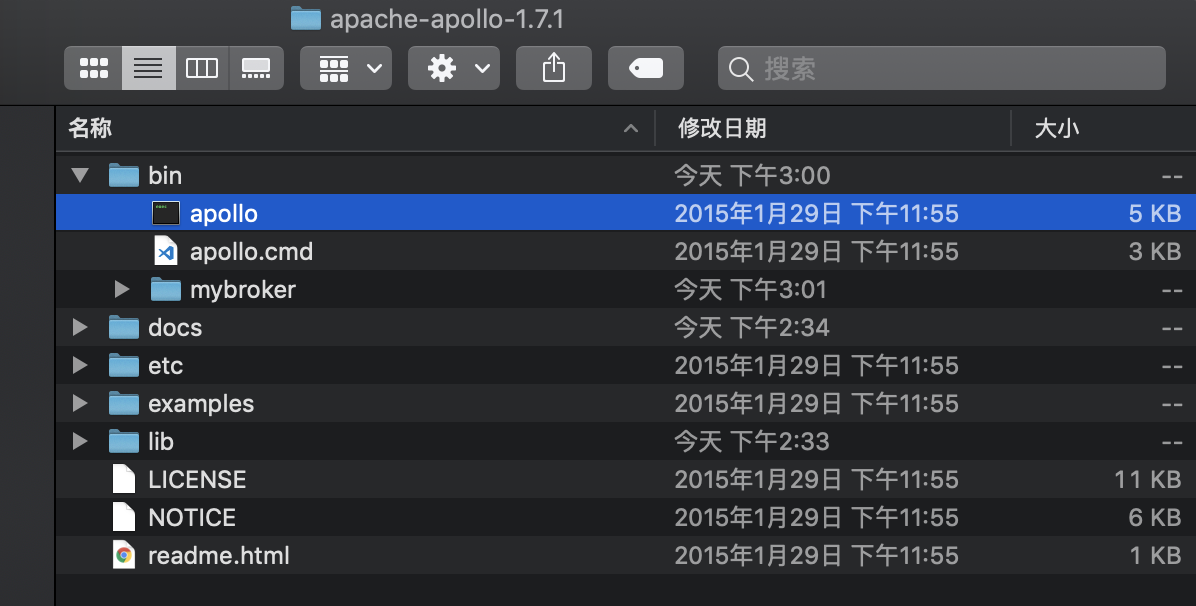 apache-apollo-1.7.1
搜索
名称 修改日期 大小
bin 今天 下午3:00 --
apollo 2015年1月29日 下午11:55 5 KB
apollo.cmd 2015年1月29日 下午11:55 3 KB
mybroker 今天 下午3:01 --
docs 今天 下午2:34 --
etc 2015年1月29日 下午11:55 --
examples 2015年1月29日 下午11:55 --
lib 今天 下午2:33 --
LICENSE 2015年1月29日 下午11:55 11 KB
NOTICE 2015年1月29日 下午11:55 6 KB
readme.html 2015年1月29日 下午11:55 1 KB